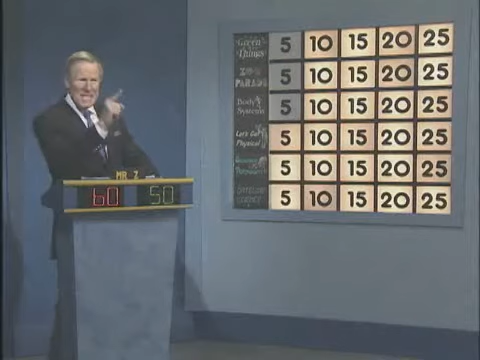 Green Things 5 10 15 20 25
Zoo Parade 5 10 15 20 25
Body Systems 5 10 15 20 25
Let's Get Physical 5 10 15 20 25
5 10 15 20 25
5 10 15 20 25
MR. Z
60 50